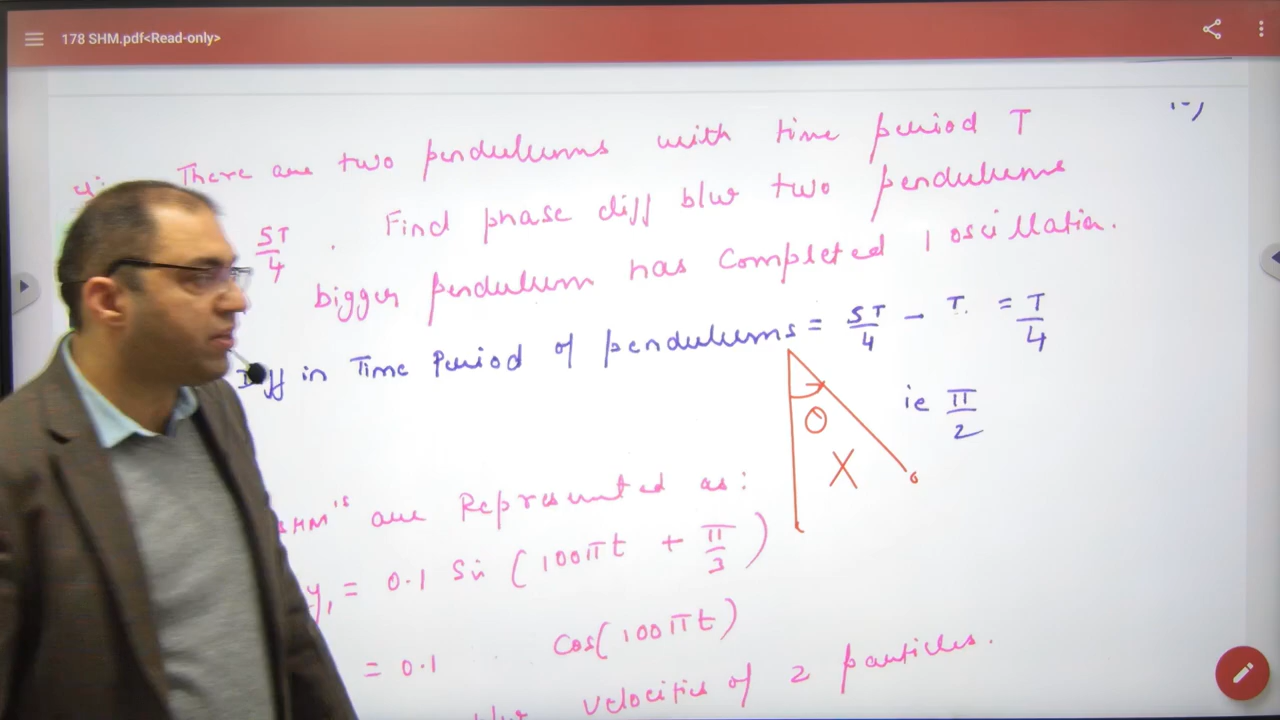 178 SHM.pdf<Read-only>
There are two pendulums with time period T
5T/4 . Find phase diff b/w two pendulums
bigger pendulum has completed 1 oscillation.
Diff in Time Period of pendulums = 5T/4 - T = T/4
ie π/2
θ
X
SHM's are Represented as:
y₁ = 0.1 Sin (100πt + π/3)
= 0.1 cos(100πt)
b/w velocities of 2 particles.